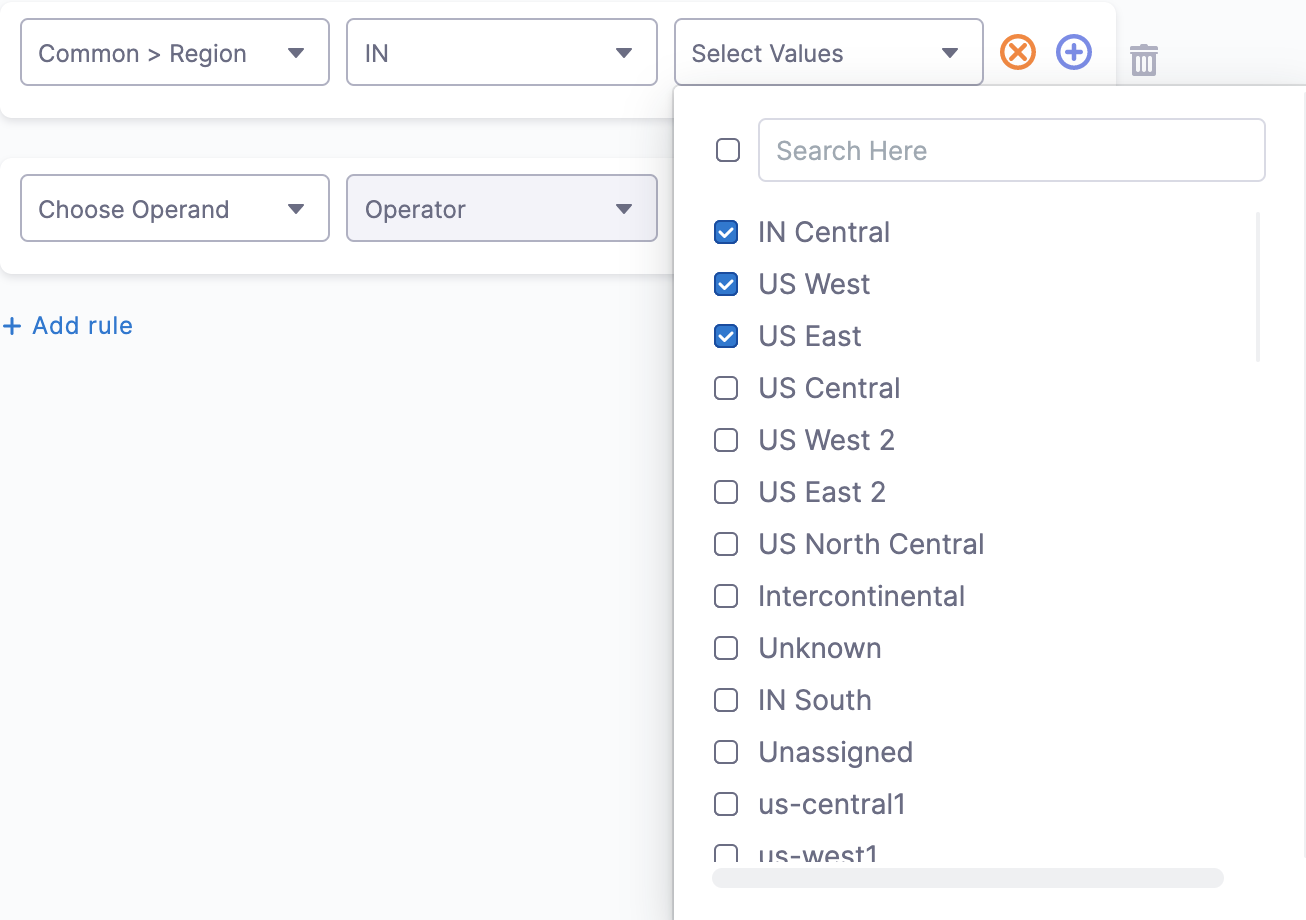 Common > Region
IN
Select Values
Search Here
Choose Operand
Operator
IN Central
US West
+ Add rule
US East
US Central
US West 2
US East 2
US North Central
Intercontinental
Unknown
IN South
Unassigned
us-central1
us-west1